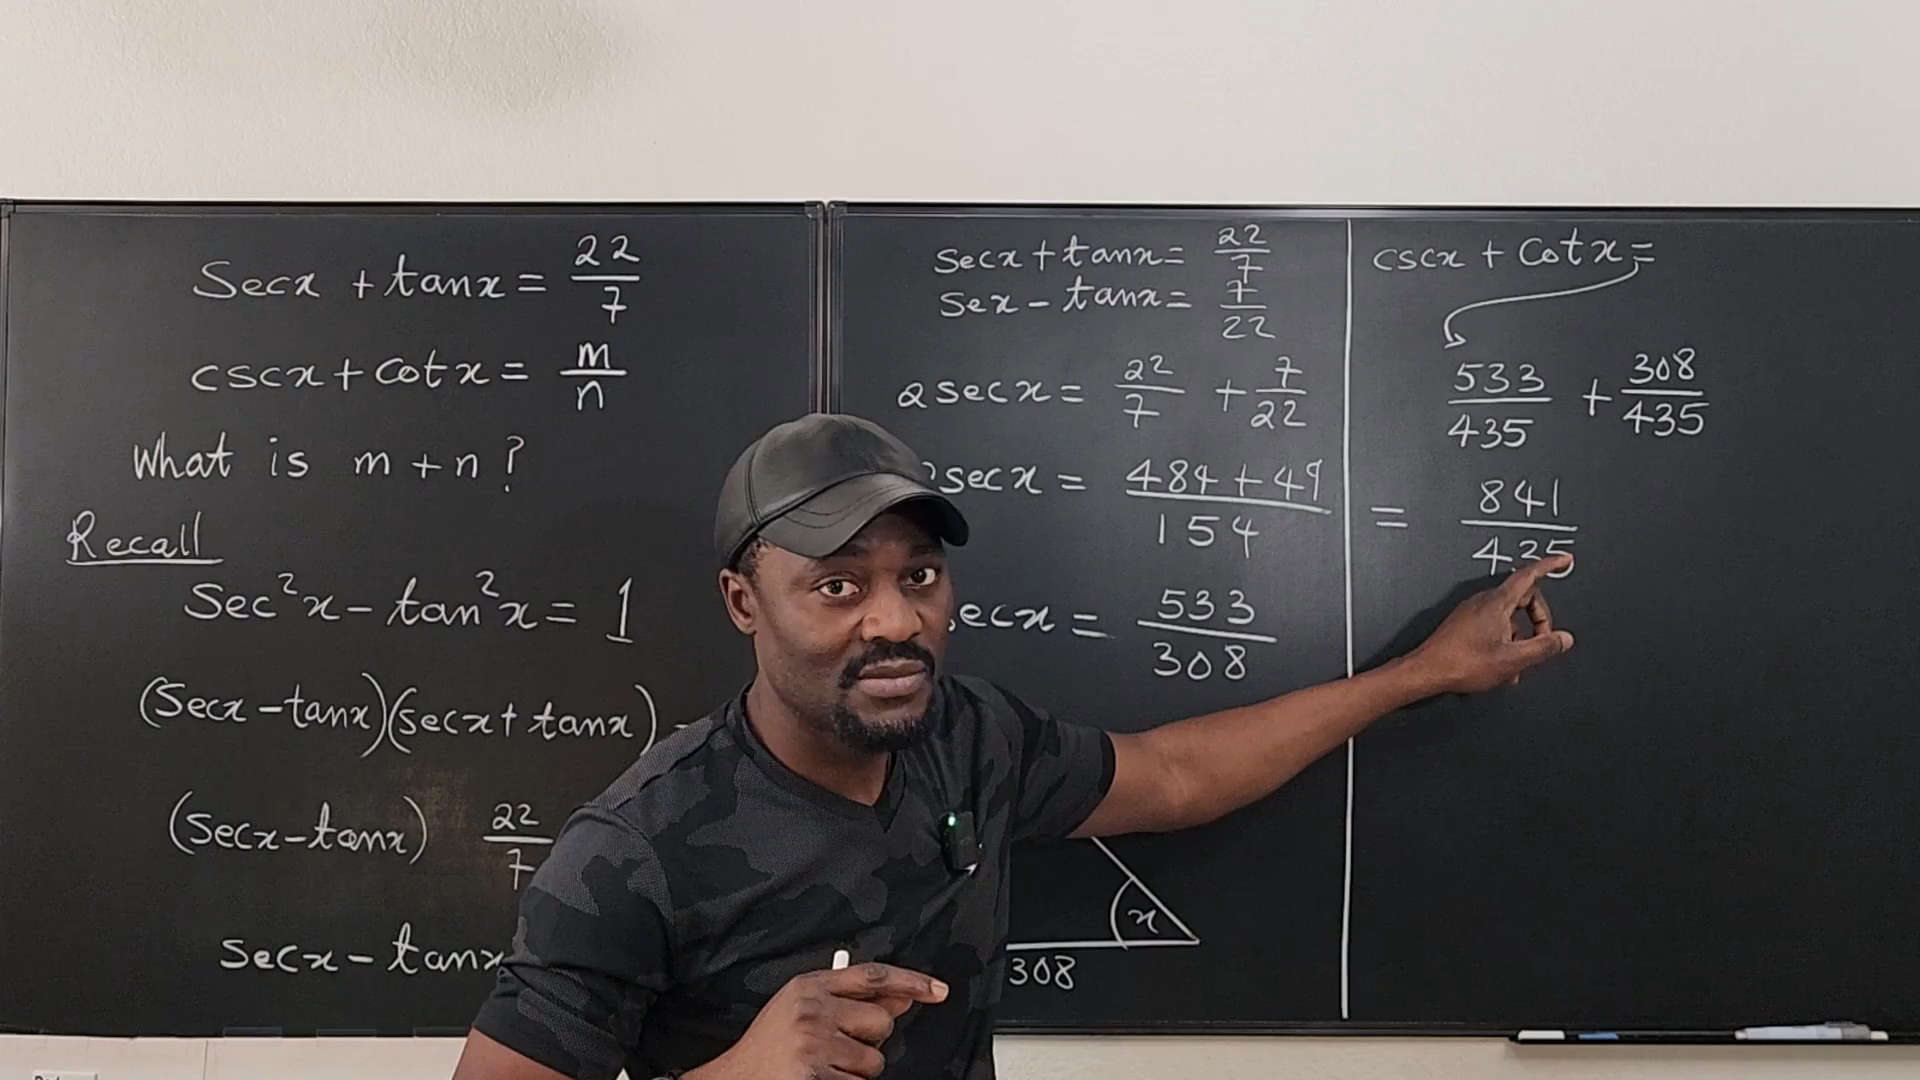 Secx + tanx = 22/7
cscx + Cotx = m/n
What is m + n ?
Recall
Sec²x - tan²x = 1
(Secx - tanx)(secx + tanx)
(Secx - tanx) 22/7
secx - tanx
secx + tanx = 22/7
sex - tanx = 7/22
2secx = 22/7 + 7/22
secx = 484 + 49/154
ecx = 533/308
x
308
cscx + Cotx =
533/435 + 308/435
= 841/435